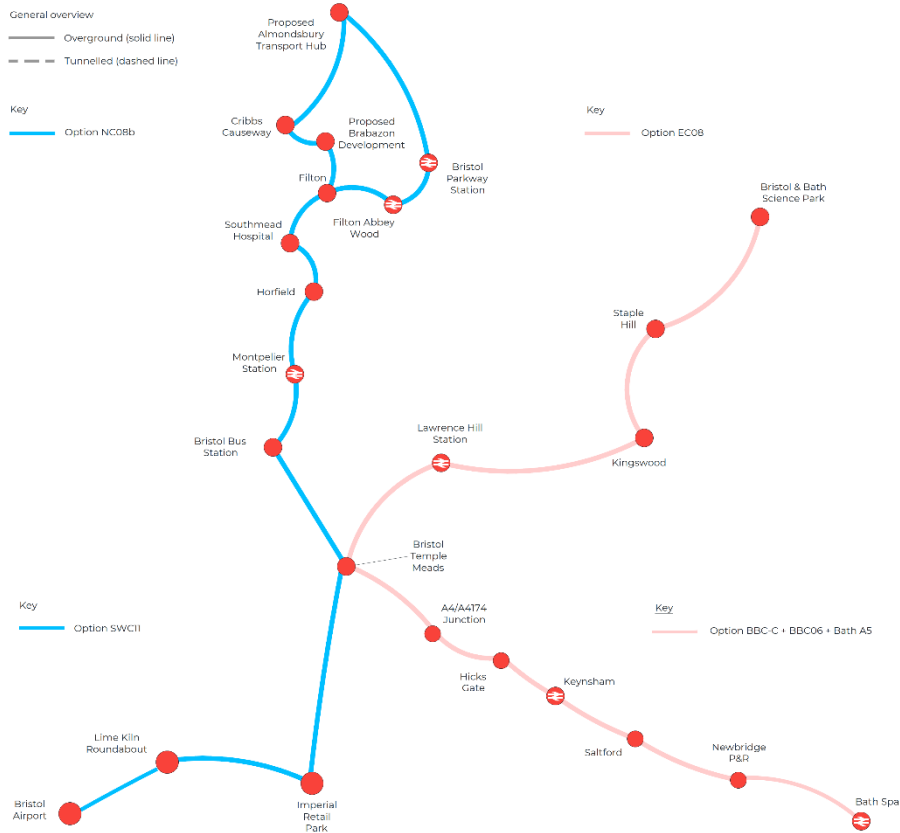 General overview
Overground (solid line)
Tunnelled (dashed line)
Key
Option NC08b
Proposed
Almondsbury
Transport Hub
Cribbs
Causeway
Proposed
Brabazon
Development
Filton
Bristol
Parkway
Station
Filton Abbey
Wood
Southmead
Hospital
Horfield
Montpelier
Station
Bristol Bus
Station
Key
Option EC08
Bristol & Bath
Science Park
Staple
Hill
Kingswood
Lawrence Hill
Station
Bristol
Temple
Meads
Key
Option SWC11
Lime Kiln
Roundabout
Bristol
Airport
Imperial
Retail
Park
Key
Option BBC-C + BBC06 + Bath A5
A4/A4174
Junction
Hicks
Gate
Keynsham
Saltford
Newbridge
P&R
Bath Spa